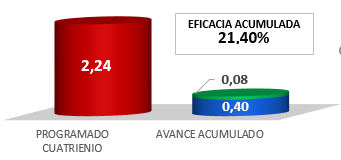 EFICACIA ACUMULADA
21,40%
2,24
0,08
0,40
PROGRAMADO
CUATRIENIO
AVANCE ACUMULADO